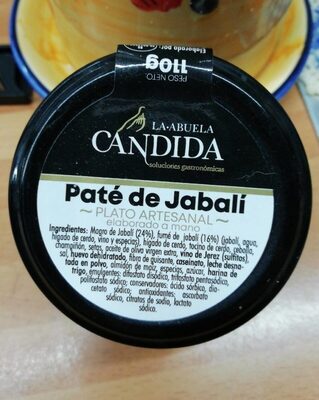 Elaborado por
110g
PESO NETO
LA·ABUELA
CANDIDA
soluciones gastronómicas
Paté de Jabalí
~ PLATO ARTESANAL ~
elaborado a mano
Ingredientes: Magro de Jabalí (24%), fumé de jabalí (16%) (jabalí, agua,
hígado de cerdo, vino y especies), hígado de cerdo, tocino de cerdo, cebolla,
champiñón, setas, aceite de oliva virgen extra, vino de Jerez (sulfitos),
sal, huevo dehidratado, fibra de guisante, caseinato, leche desna-
tada en polvo, almidón de maíz, especias, azúcar, harina de
trigo, emulgentes: difosfato disódico, trifosfato pentasódico,
polifosfato sódico; conservadores: ácido sórbico, dia-
cetato sódico; antioxidantes: ascorbato
sódico, citratos de sodio, lactato
sódico.